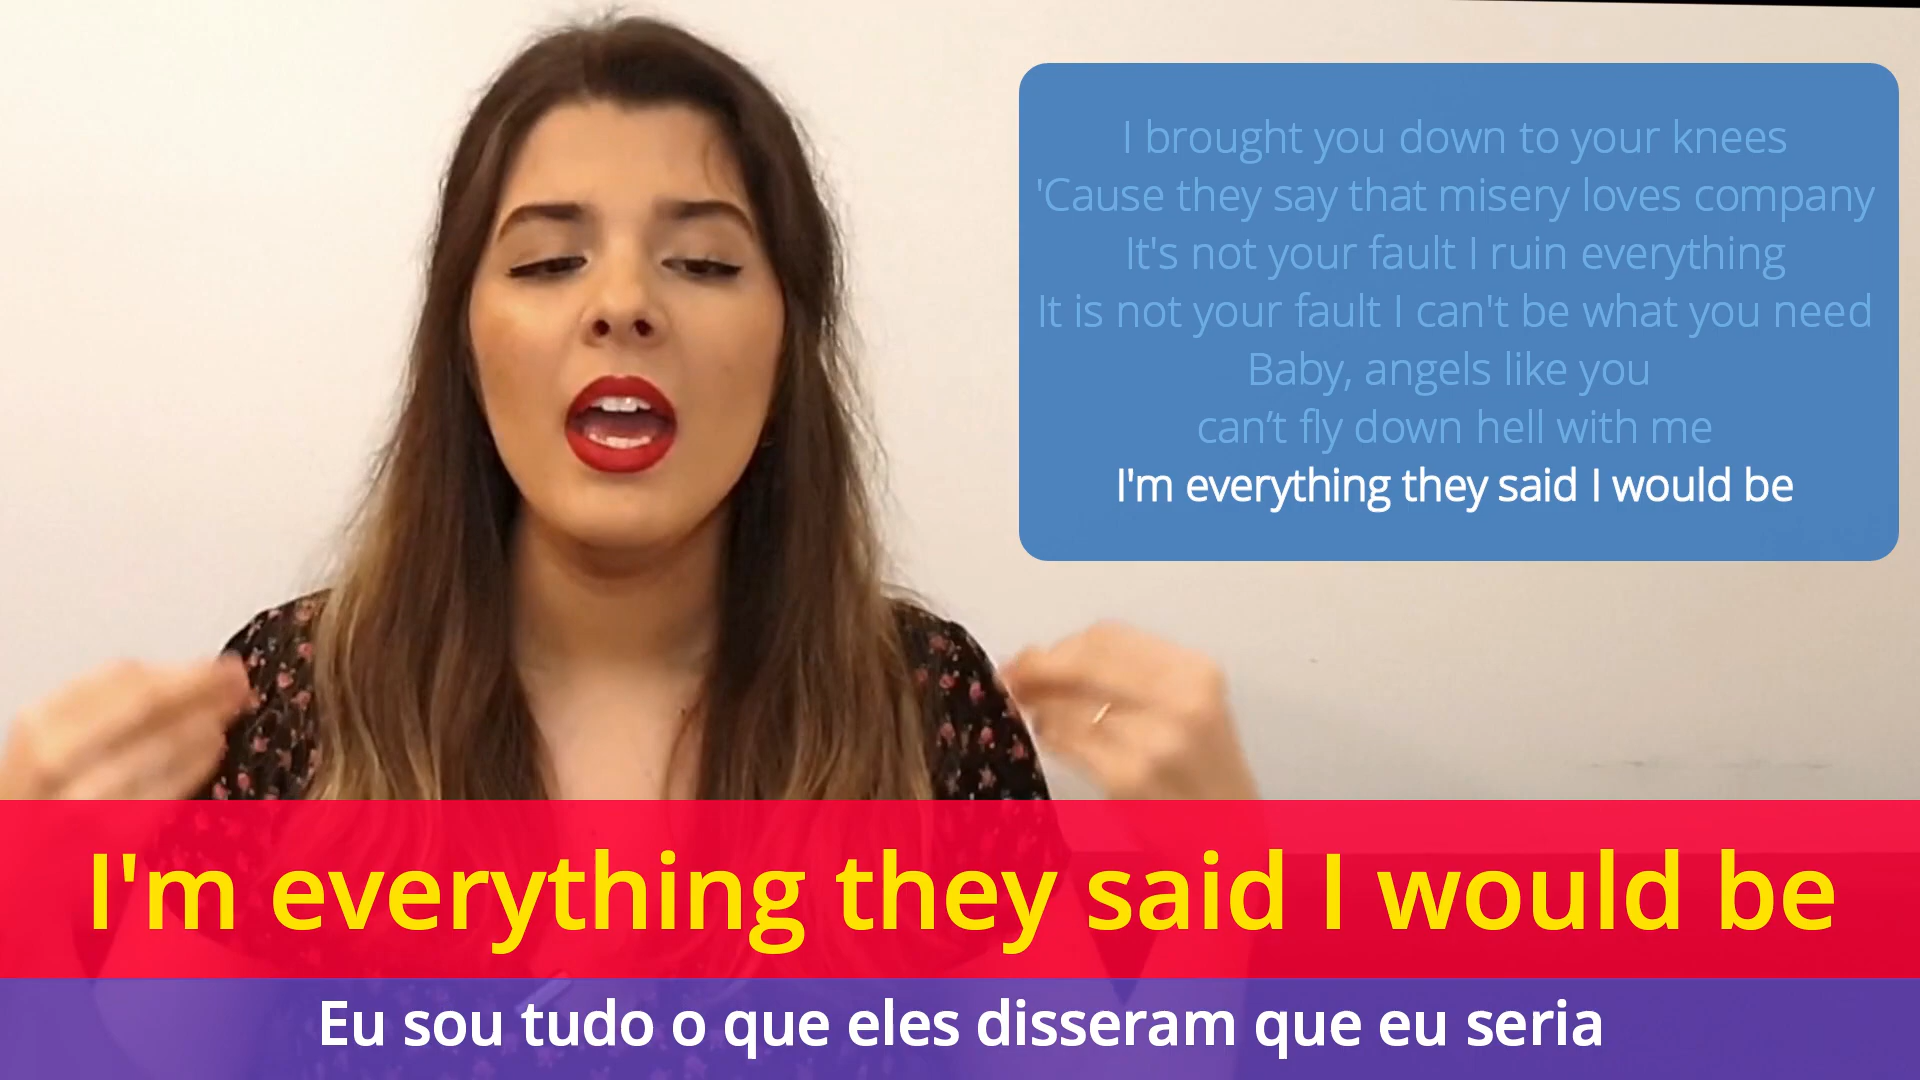 I brought you down to your knees
'Cause they say that misery loves company
It's not your fault I ruin everything
It is not your fault I can't be what you need
Baby, angels like you
can’t fly down hell with me
I'm everything they said I would be
I'm everything they said I would be
Eu sou tudo o que eles disseram que eu seria